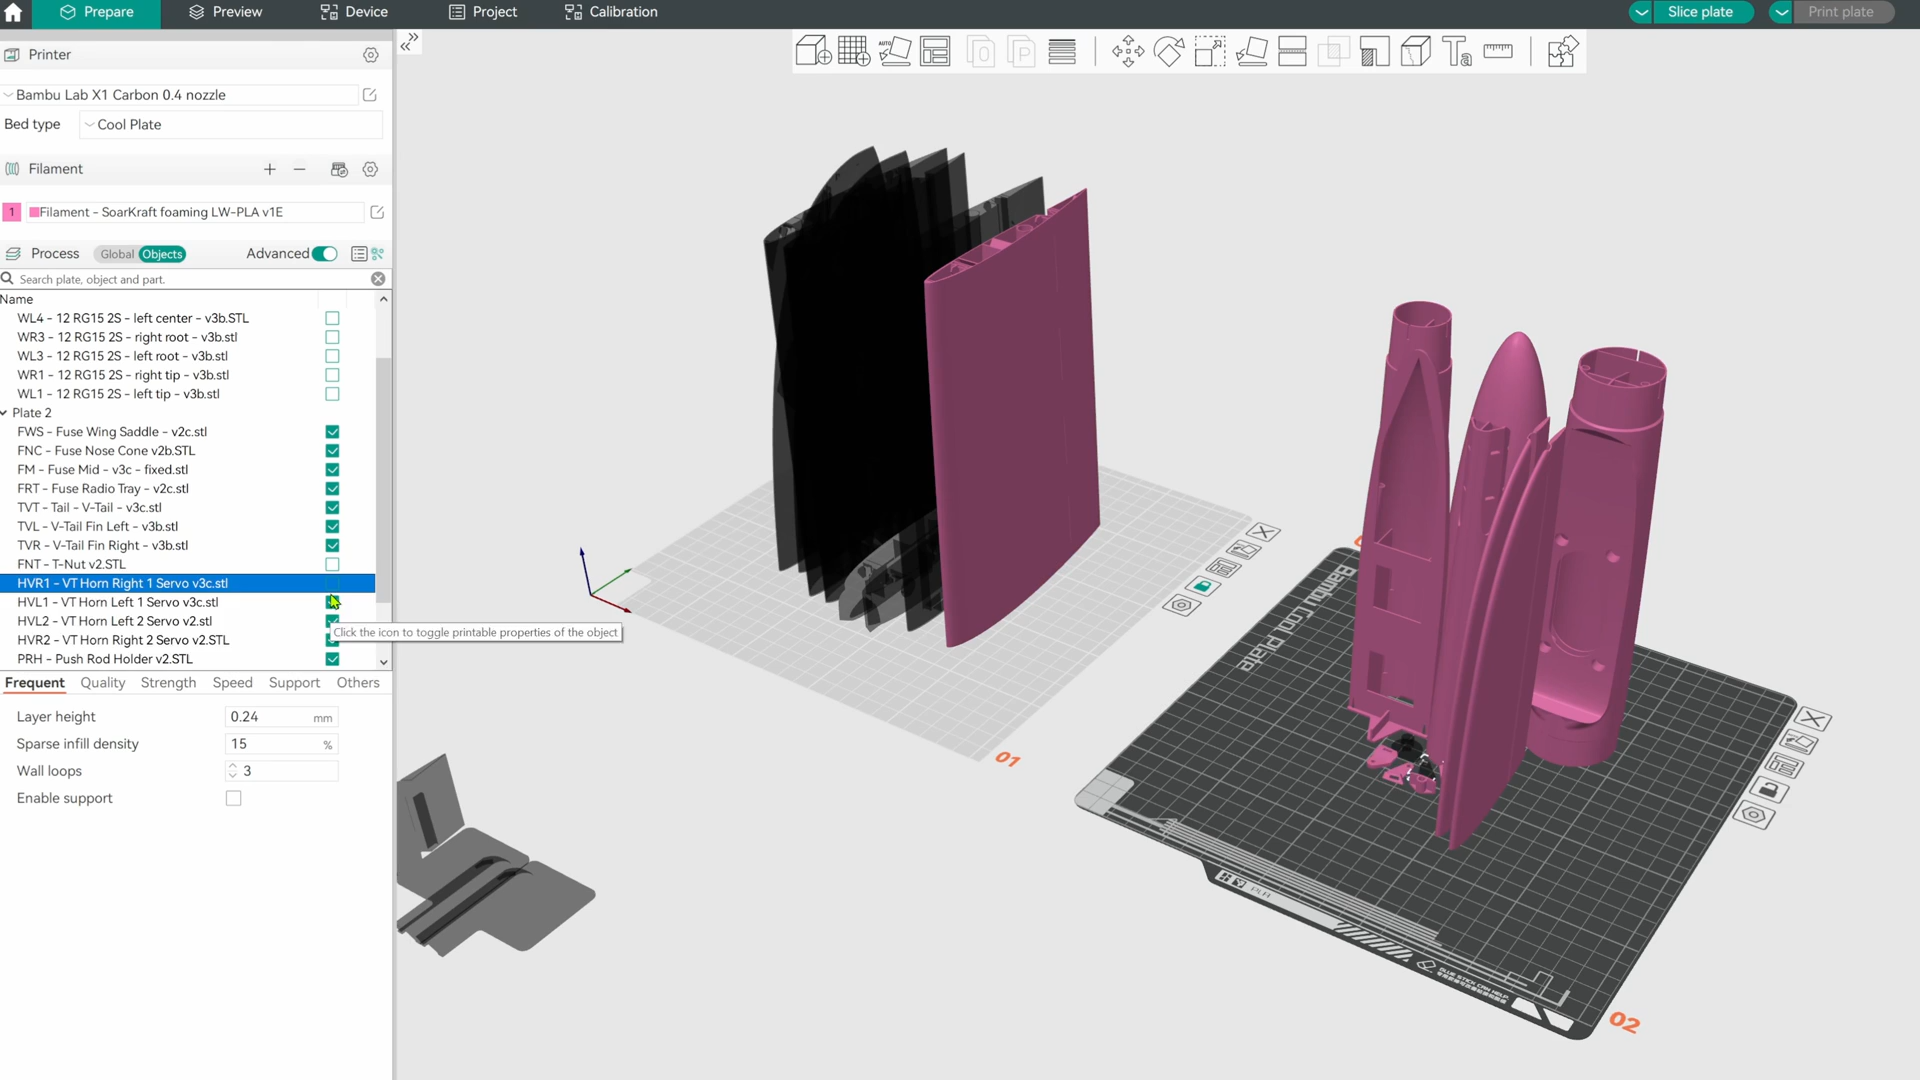 Prepare
Preview
Device
Project
Calibration
Slice plate
Print plate
Printer
Bambu Lab X1 Carbon 0.4 nozzle
Bed type
Cool Plate
Filament
1
Filament - SoarKraft foaming LW-PLA v1E
Process
Global
Objects
Advanced
Search plate, object and part.
Name
WL4 - 12 RG15 2S - left center - v3b.STL
WR3 - 12 RG15 2S - right root - v3b.stl
WL3 - 12 RG15 2S - left root - v3b.stl
WR1 - 12 RG15 2S - right tip - v3b.stl
WL1 - 12 RG15 2S - left tip - v3b.stl
Plate 2
FWS - Fuse Wing Saddle - v2c.stl
FNC - Fuse Nose Cone v2b.STL
FM - Fuse Mid - v3c - fixed.stl
FRT - Fuse Radio Tray - v2c.stl
TVT - Tail - V-Tail - v3c.stl
TVL - V-Tail Fin Left - v3b.stl
TVR - V-Tail Fin Right - v3b.stl
FNT - T-Nut v2.STL
HVR1 - VT Horn Right 1 Servo v3c.stl
HVL1 - VT Horn Left 1 Servo v3c.stl
HVL2 - VT Horn Left 2 Servo v2.stl
HVR2 - VT Horn Right 2 Servo v2.STL
PRH - Push Rod Holder v2.STL
Click the icon to toggle printable properties of the object
Frequent
Quality
Strength
Speed
Support
Others
Layer height
0.24
mm
Sparse infill density
15
%
Wall loops
3
Enable support
AUTO
0
P
Ta
01
Bambu Cool Plate
PLA
GLUE STICK CAN HELP
02